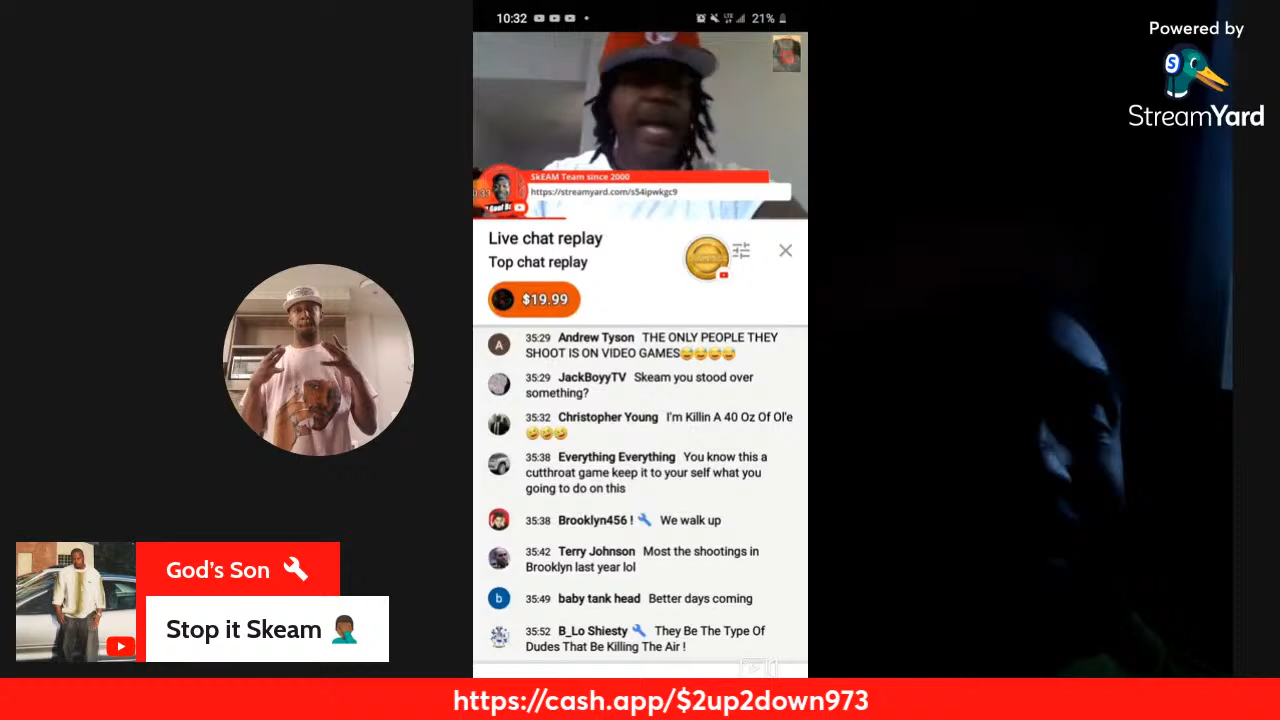 10:32
LTE
21%
Powered by
S
StreamYard
SkEAM Team since 2000
https://streamyard.com/s54ipwkgc9
Live chat replay
Top chat replay
$19.99
A
35:29 Andrew Tyson THE ONLY PEOPLE THEY
SHOOT IS ON VIDEO GAMES😅😅😅😅
35:29 JackBoyyTV Skeam you stood over
something?
35:32 Christopher Young I'm Killin A 40 Oz Of Ol'e
🤣🤣🤣
35:38 Everything Everything You know this a
cutthroat game keep it to your self what you
going to do on this
35:38 Brooklyn456 ! 🔧 We walk up
35:42 Terry Johnson Most the shootings in
Brooklyn last year lol
b
35:49 baby tank head Better days coming
35:52 B_Lo Shiesty 🔧 They Be The Type Of
Dudes That Be Killing The Air !
God's Son 🔧
Stop it Skeam 🤦🏾‍♂️
https://cash.app/$2up2down973